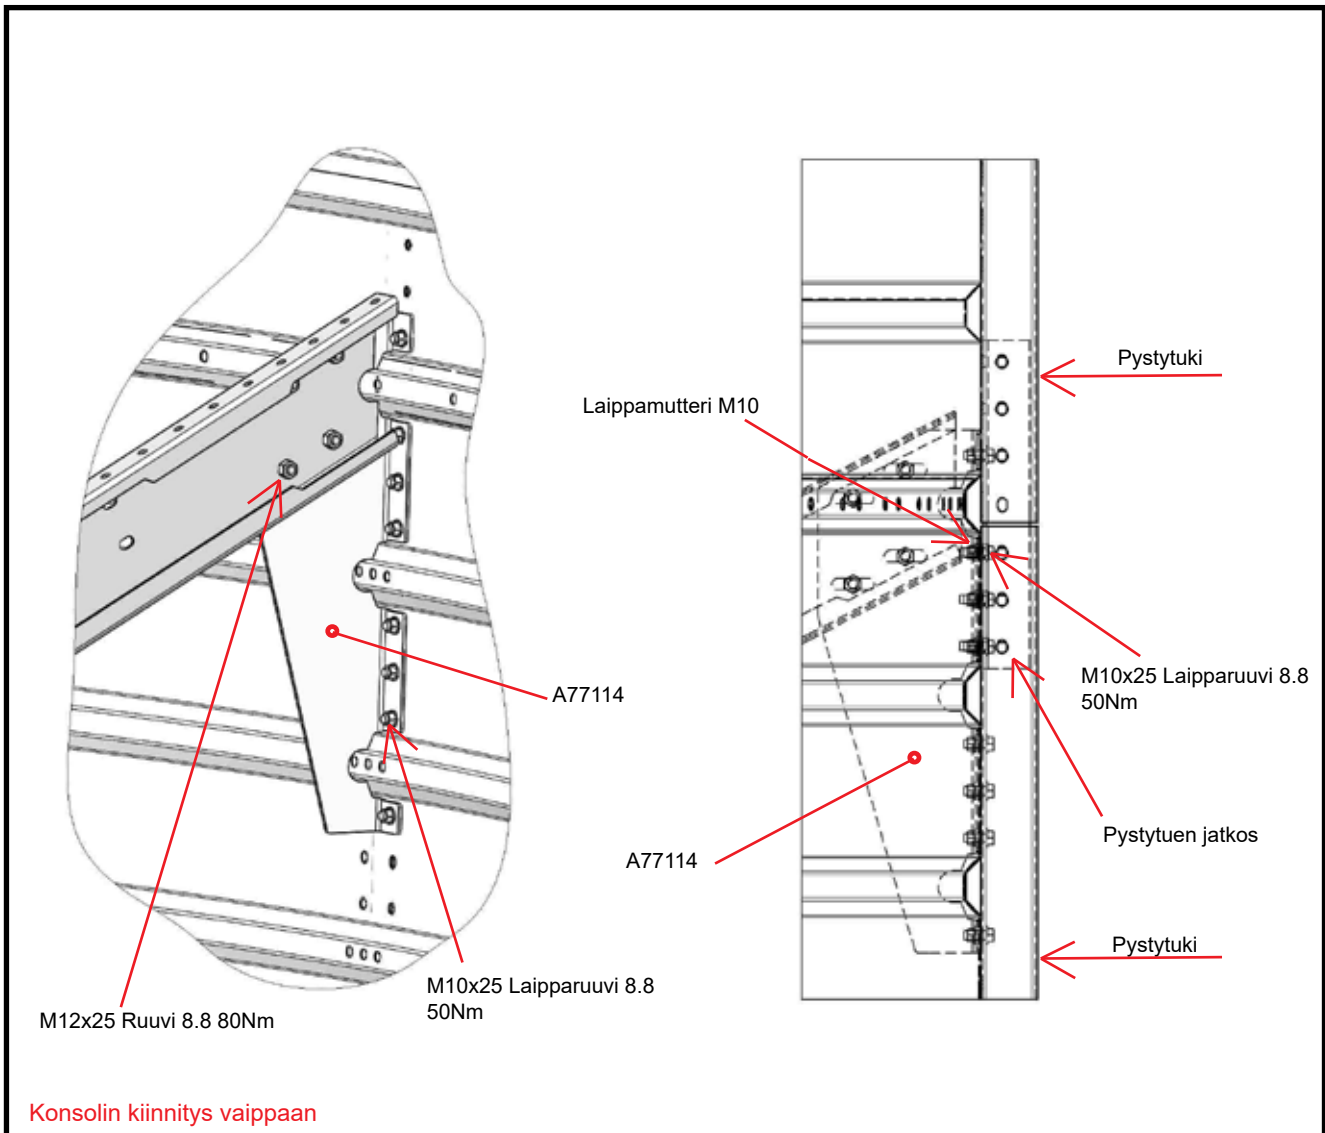 Pystytuki
Laippamutteri M10
A77114
M10x25 Laipparuuvi 8.8
50Nm
Pystytuen jatkos
A77114
Pystytuki
M10x25 Laipparuuvi 8.8
50Nm
M12x25 Ruuvi 8.8 80Nm
Konsolin kiinnitys vaippaan